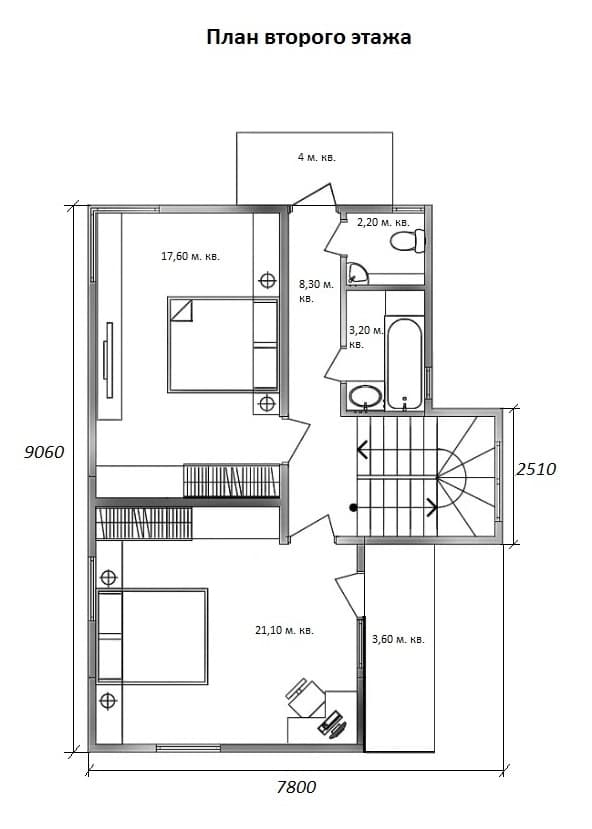 План второго этажа
4 м. кв.
2,20 м. кв.
17,60 м. кв.
8,30 м.
кв.
3,20 м.
кв.
9060
2510
21,10 м. кв.
3,60 м. кв.
7800